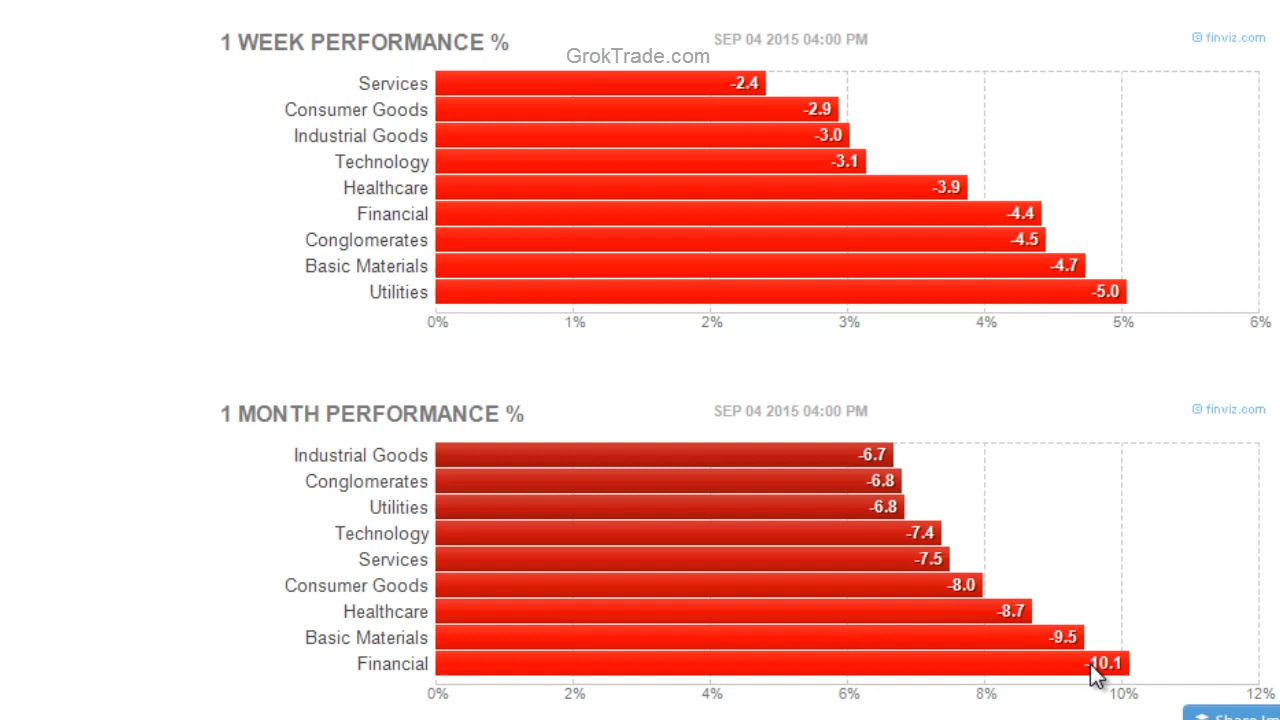 1 WEEK PERFORMANCE %
SEP 04 2015 04:00 PM
© finviz.com
GrokTrade.com
Services -2.4
Consumer Goods -2.9
Industrial Goods -3.0
Technology -3.1
Healthcare -3.9
Financial -4.4
Conglomerates -4.5
Basic Materials -4.7
Utilities -5.0
0% 1% 2% 3% 4% 5% 6%
1 MONTH PERFORMANCE %
SEP 04 2015 04:00 PM
© finviz.com
Industrial Goods -6.7
Conglomerates -6.8
Utilities -6.8
Technology -7.4
Services -7.5
Consumer Goods -8.0
Healthcare -8.7
Basic Materials -9.5
Financial -10.1
0% 2% 4% 6% 8% 10% 12%